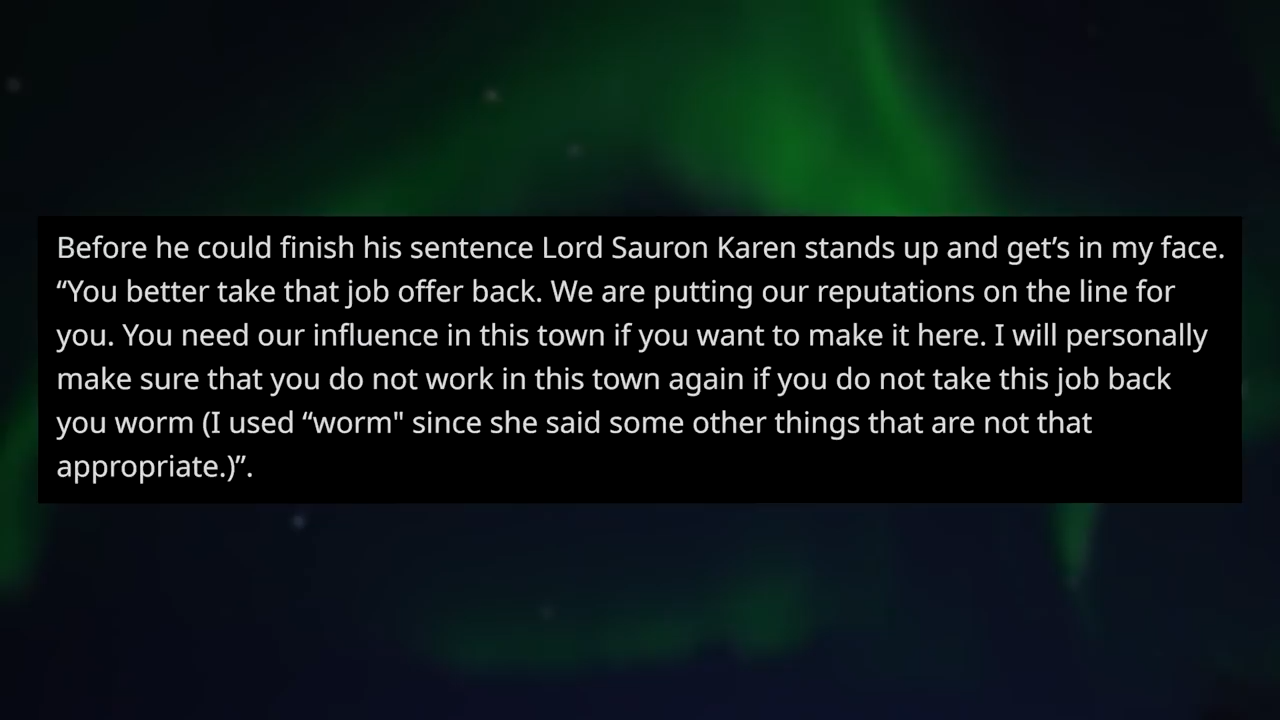 Before he could finish his sentence Lord Sauron Karen stands up and get’s in my face.
“You better take that job offer back. We are putting our reputations on the line for
you. You need our influence in this town if you want to make it here. I will personally
make sure that you do not work in this town again if you do not take this job back
you worm (I used “worm" since she said some other things that are not that
appropriate.)”.